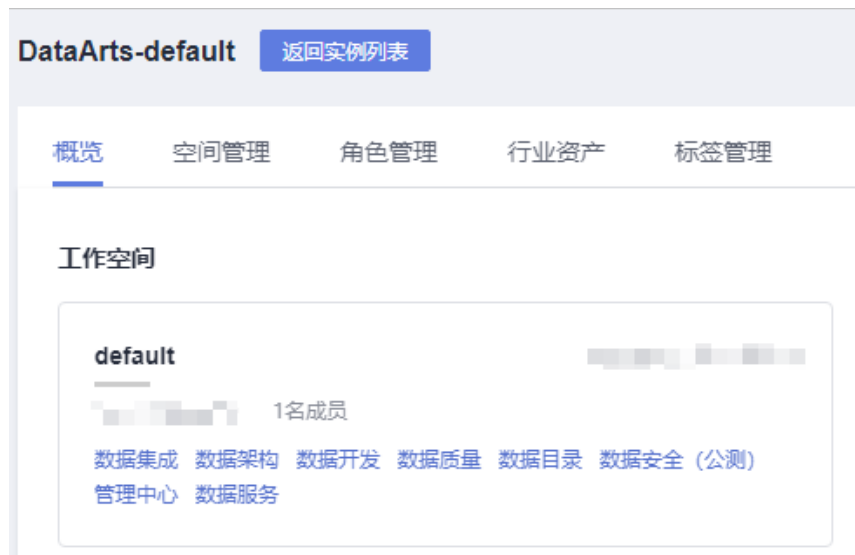 DataArts-default 返回实例列表
概览 空间管理 角色管理 行业资产 标签管理
工作空间
default
1名成员
数据集成 数据架构 数据开发 数据质量 数据目录 数据安全（公测）
管理中心 数据服务